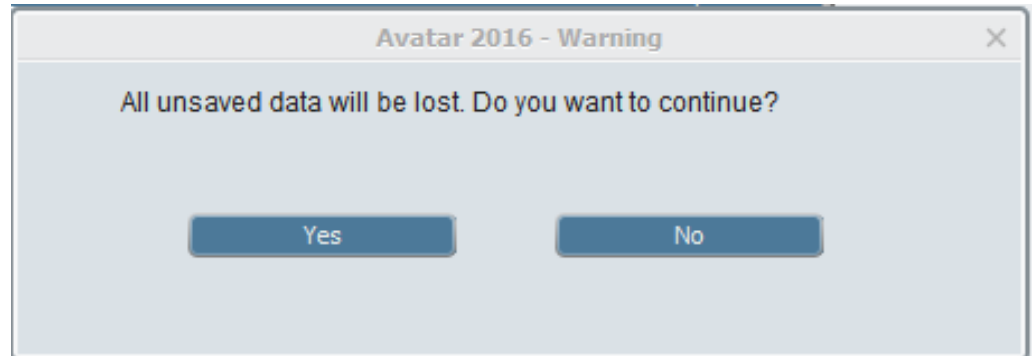 Avatar 2016 - Warning
All unsaved data will be lost. Do you want to continue?
Yes No